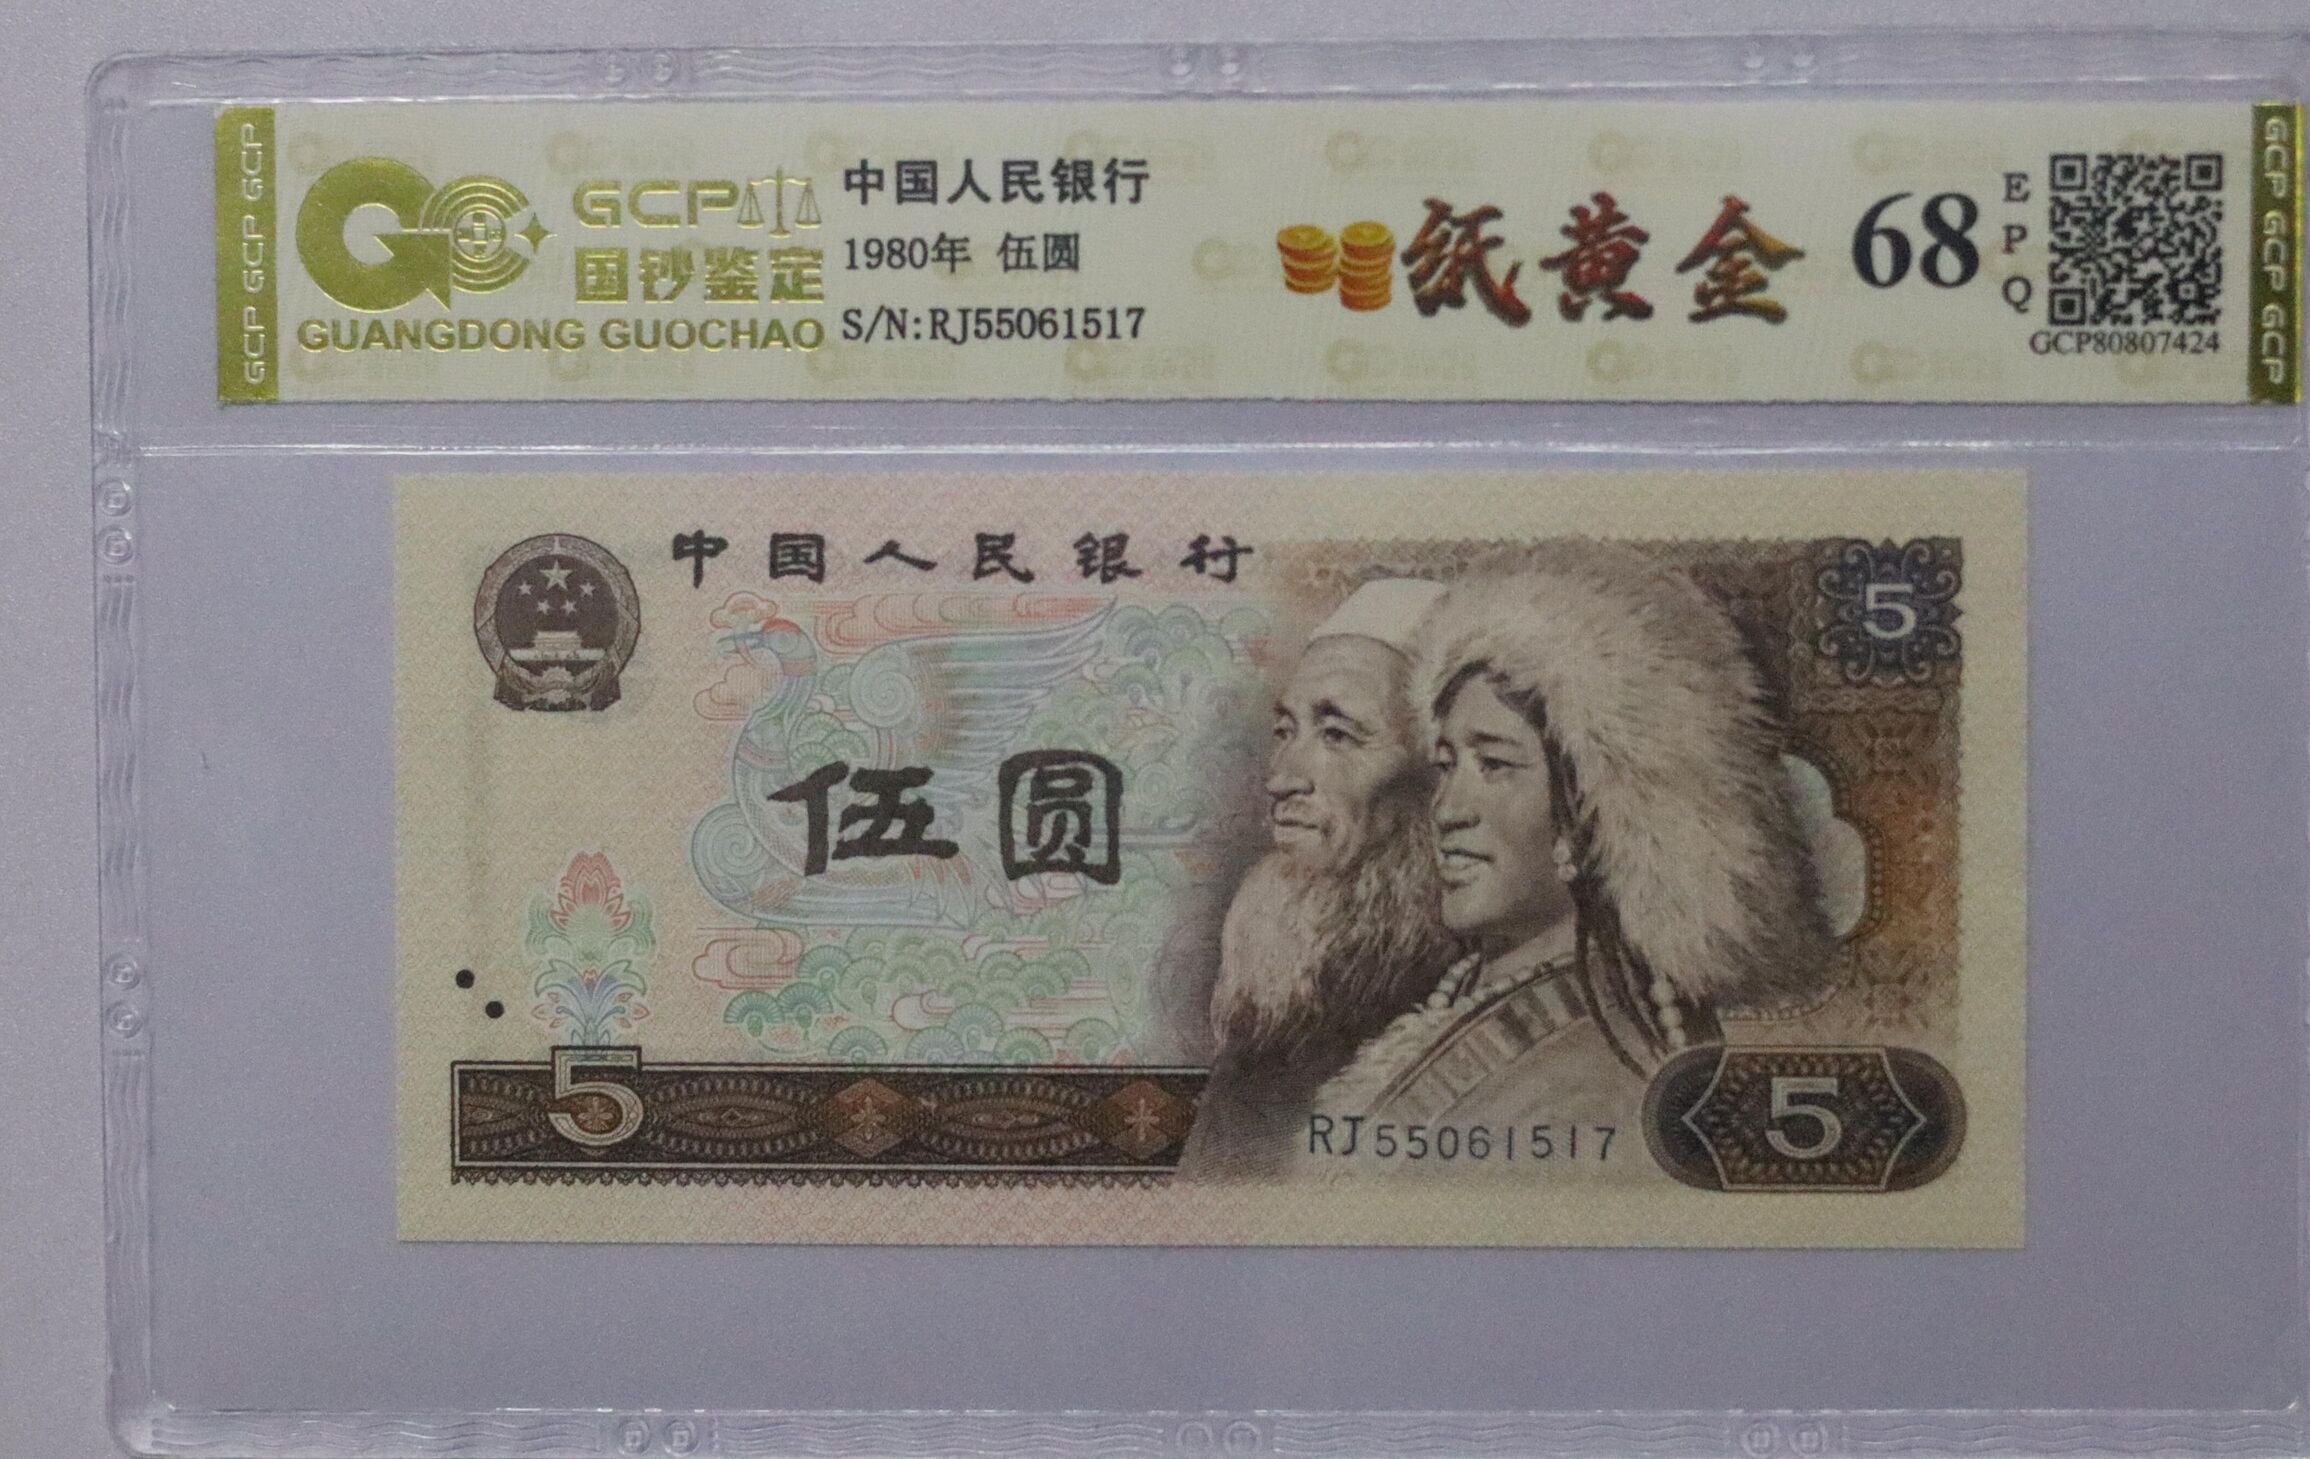 GCP GCP GCP
GCP
国钞鉴定
GUANGDONG GUOCHAO
中国人民银行
1980年 伍圆
S/N:RJ55061517
纸黄金
68
EPQ
GCP80807424
GCP GCP GCP GCP
中国人民银行
5
伍圆
5
RJ55061517
5